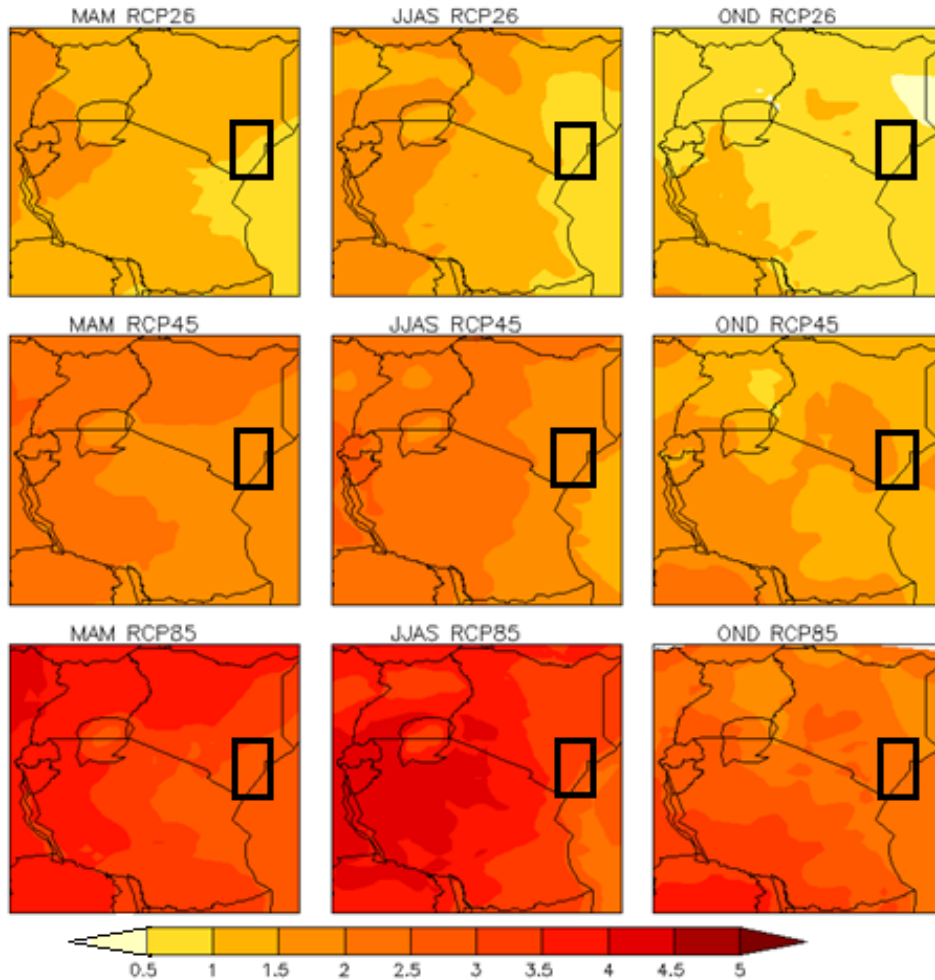 MAM RCP26
JJAS RCP26
OND RCP26
MAM RCP45
JJAS RCP45
OND RCP45
MAM RCP85
JJAS RCP85
OND RCP85
0.5 1 1.5 2 2.5 3 3.5 4 4.5 5